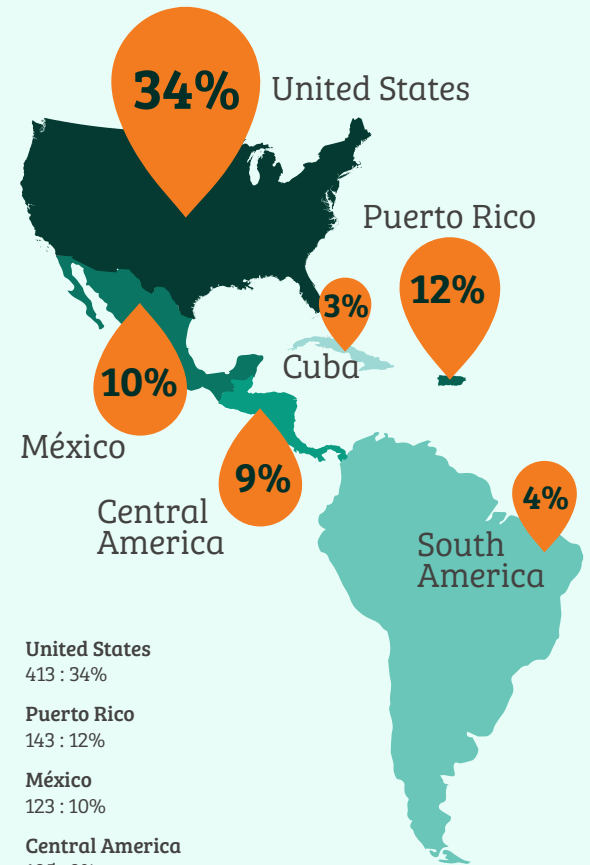 34%
United States
Puerto Rico
3%
12%
Cuba
10%
México
9%
Central
America
4%
South
America
United States
413 : 34%
Puerto Rico
143 : 12%
México
123 : 10%
Central America